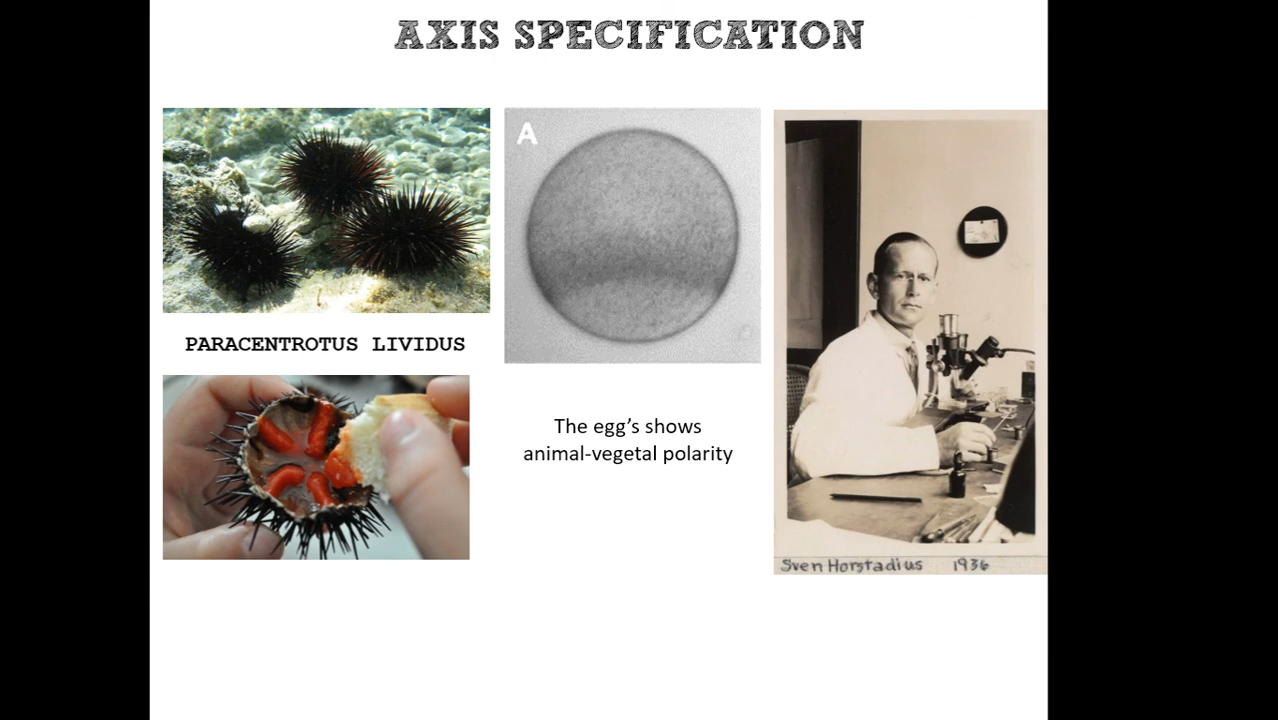 AXIS SPECIFICATION
A
PARACENTROTUS LIVIDUS
The egg's shows
animal-vegetal polarity
Sven Horstadius 1936